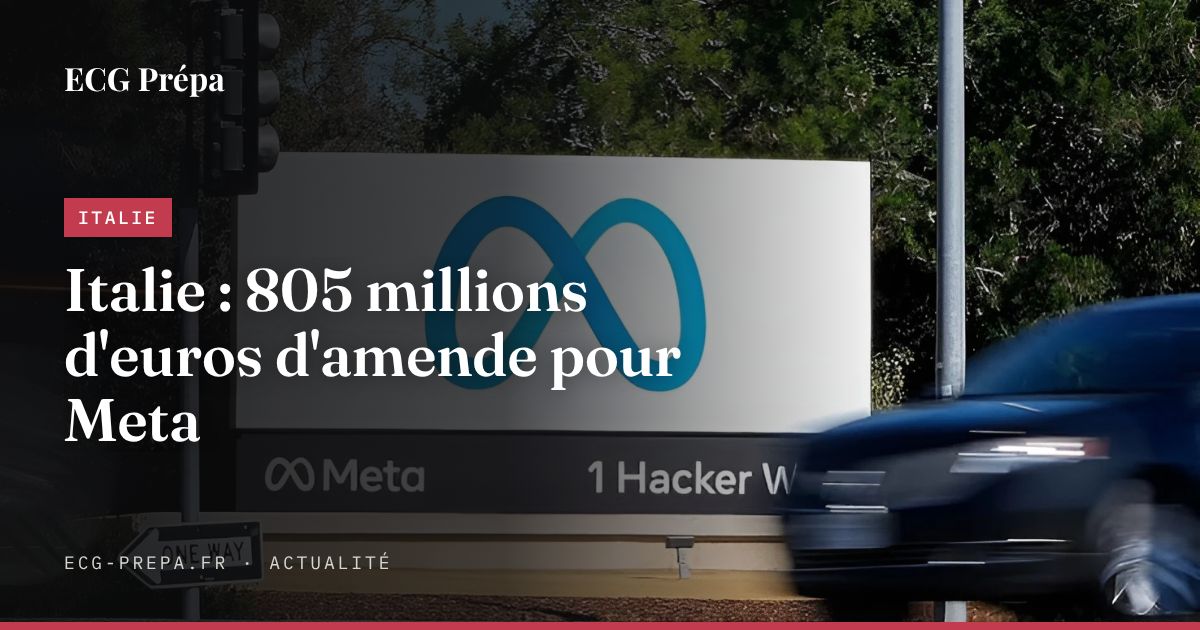 ECG Prépa
ITALIE
Italie : 805 millions
d'euros d'amende pour
Meta
Meta
1 Hacker W
ONE WAY
ECG-PREPA.FR · ACTUALITÉ